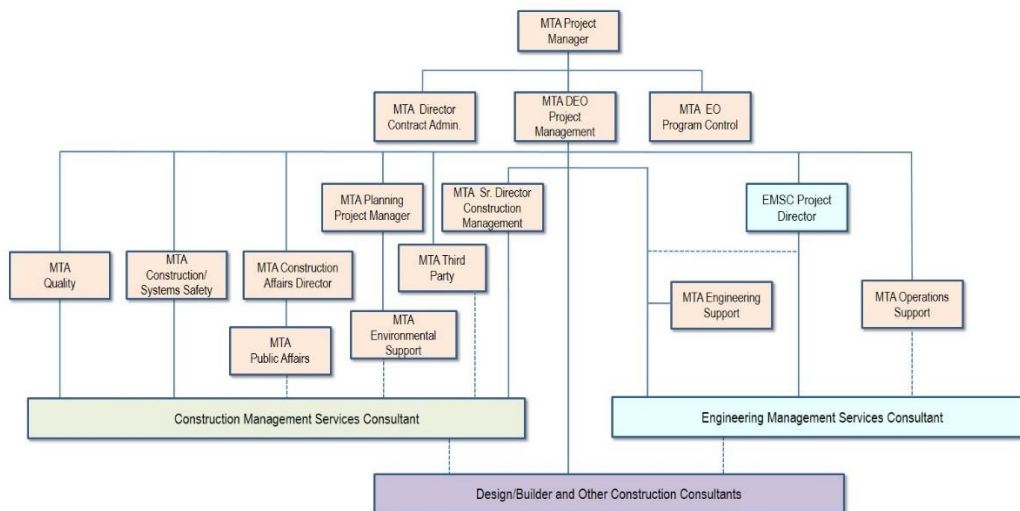 MTA Project
Manager
MTA Director
Contract Admin.
MTA DEO
Project
Management
MTA EO
Program Control
MTA Planning
Project Manager
MTA Sr. Director
Construction
Management
EMSC Project
Director
MTA
Quality
MTA
Construction/
Systems Safety
MTA Construction
Affairs Director
MTA Third
Party
MTA Engineering
Support
MTA Operations
Support
MTA
Public Affairs
MTA
Environmental
Support
Construction Management Services Consultant
Engineering Management Services Consultant
Design/Builder and Other Construction Consultants